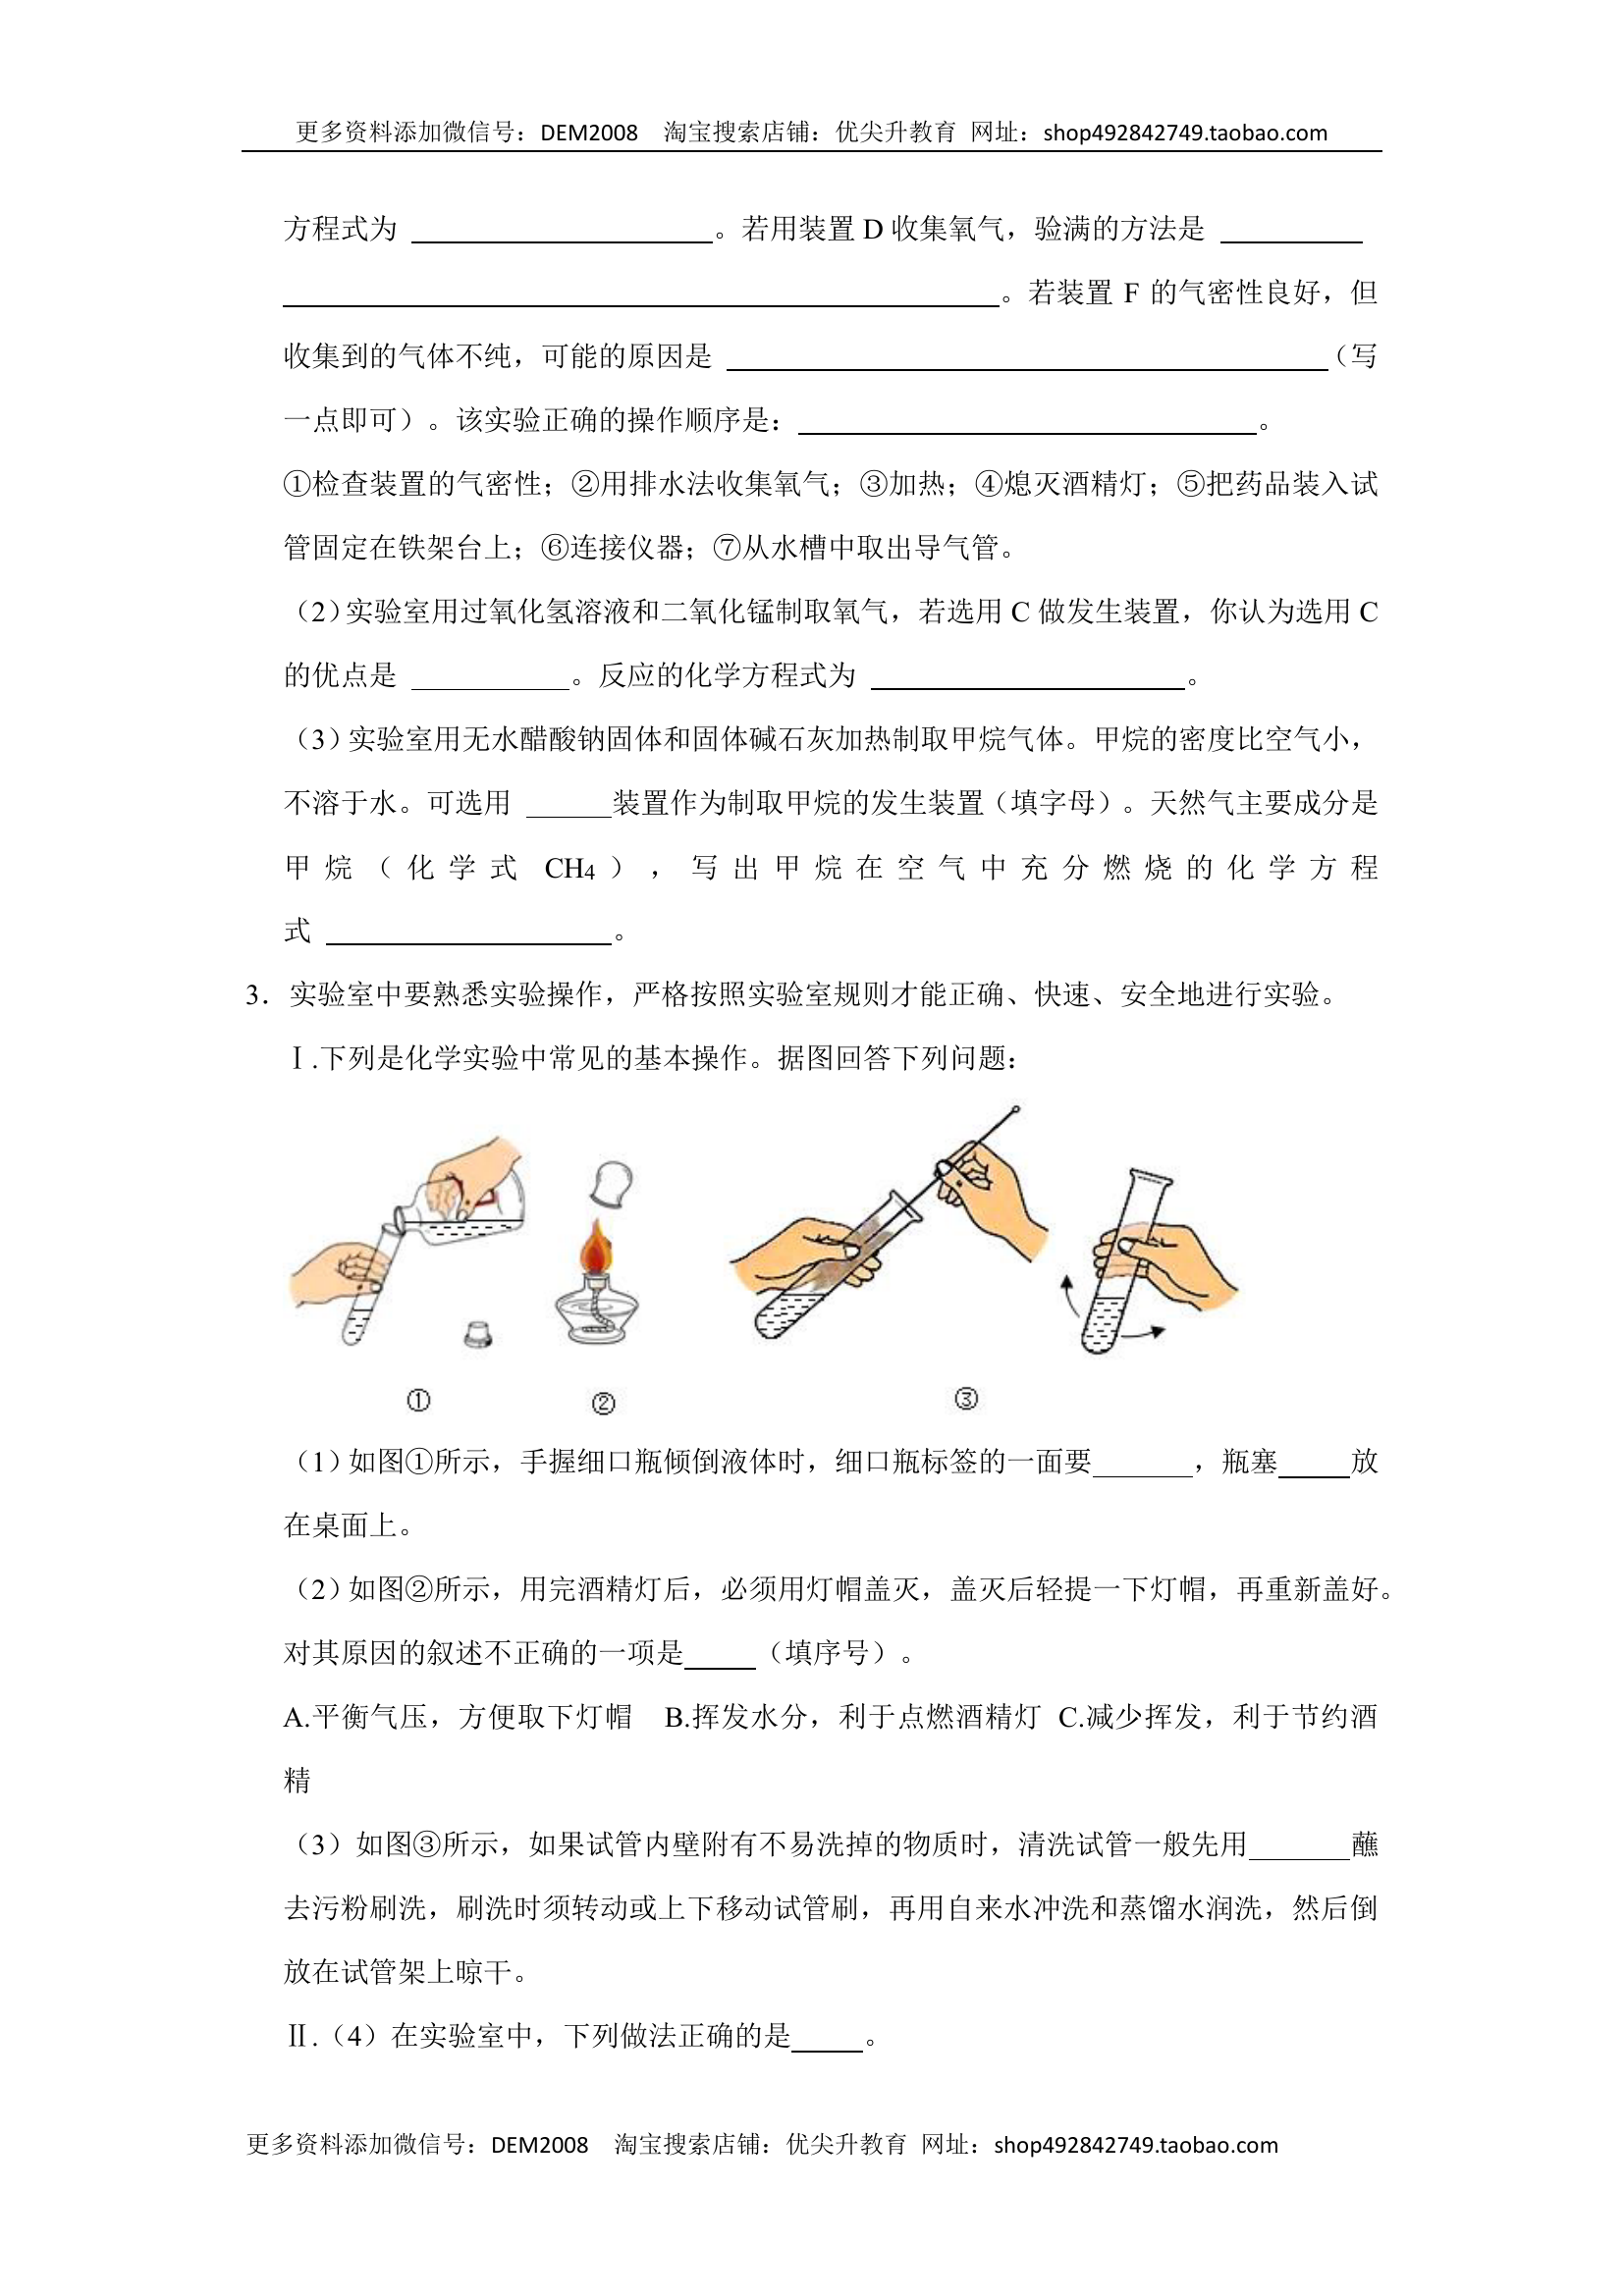 更多资料添加微信号：DEM2008 淘宝搜索店铺：优尖升教育 网址：shop492842749.taobao.com
方程式为 ____________________。若用装置 D 收集氧气，验满的方法是 __________
__________________________________________________。若装置 F 的气密性良好，但
收集到的气体不纯，可能的原因是 __________________________________________（写
一点即可）。该实验正确的操作顺序是：________________________________。
①检查装置的气密性；②用排水法收集氧气；③加热；④熄灭酒精灯；⑤把药品装入试
管固定在铁架台上；⑥连接仪器；⑦从水槽中取出导气管。
（2）实验室用过氧化氢溶液和二氧化锰制取氧气，若选用 C 做发生装置，你认为选用 C
的优点是 ___________。反应的化学方程式为 ______________________。
（3）实验室用无水醋酸钠固体和固体碱石灰加热制取甲烷气体。甲烷的密度比空气小，
不溶于水。可选用 ______装置作为制取甲烷的发生装置（填字母）。天然气主要成分是
甲烷（化学式 CH4），写出甲烷在空气中充分燃烧的化学方程
式 ____________________。
3．实验室中要熟悉实验操作，严格按照实验室规则才能正确、快速、安全地进行实验。
Ⅰ.下列是化学实验中常见的基本操作。据图回答下列问题：
① ② ③
（1）如图①所示，手握细口瓶倾倒液体时，细口瓶标签的一面要_______，瓶塞_____放
在桌面上。
（2）如图②所示，用完酒精灯后，必须用灯帽盖灭，盖灭后轻提一下灯帽，再重新盖好。
对其原因的叙述不正确的一项是_____（填序号）。
A.平衡气压，方便取下灯帽 B.挥发水分，利于点燃酒精灯 C.减少挥发，利于节约酒
精
（3）如图③所示，如果试管内壁附有不易洗掉的物质时，清洗试管一般先用_______蘸
去污粉刷洗，刷洗时须转动或上下移动试管刷，再用自来水冲洗和蒸馏水润洗，然后倒
放在试管架上晾干。
Ⅱ.（4）在实验室中，下列做法正确的是_____。
更多资料添加微信号：DEM2008 淘宝搜索店铺：优尖升教育 网址：shop492842749.taobao.com